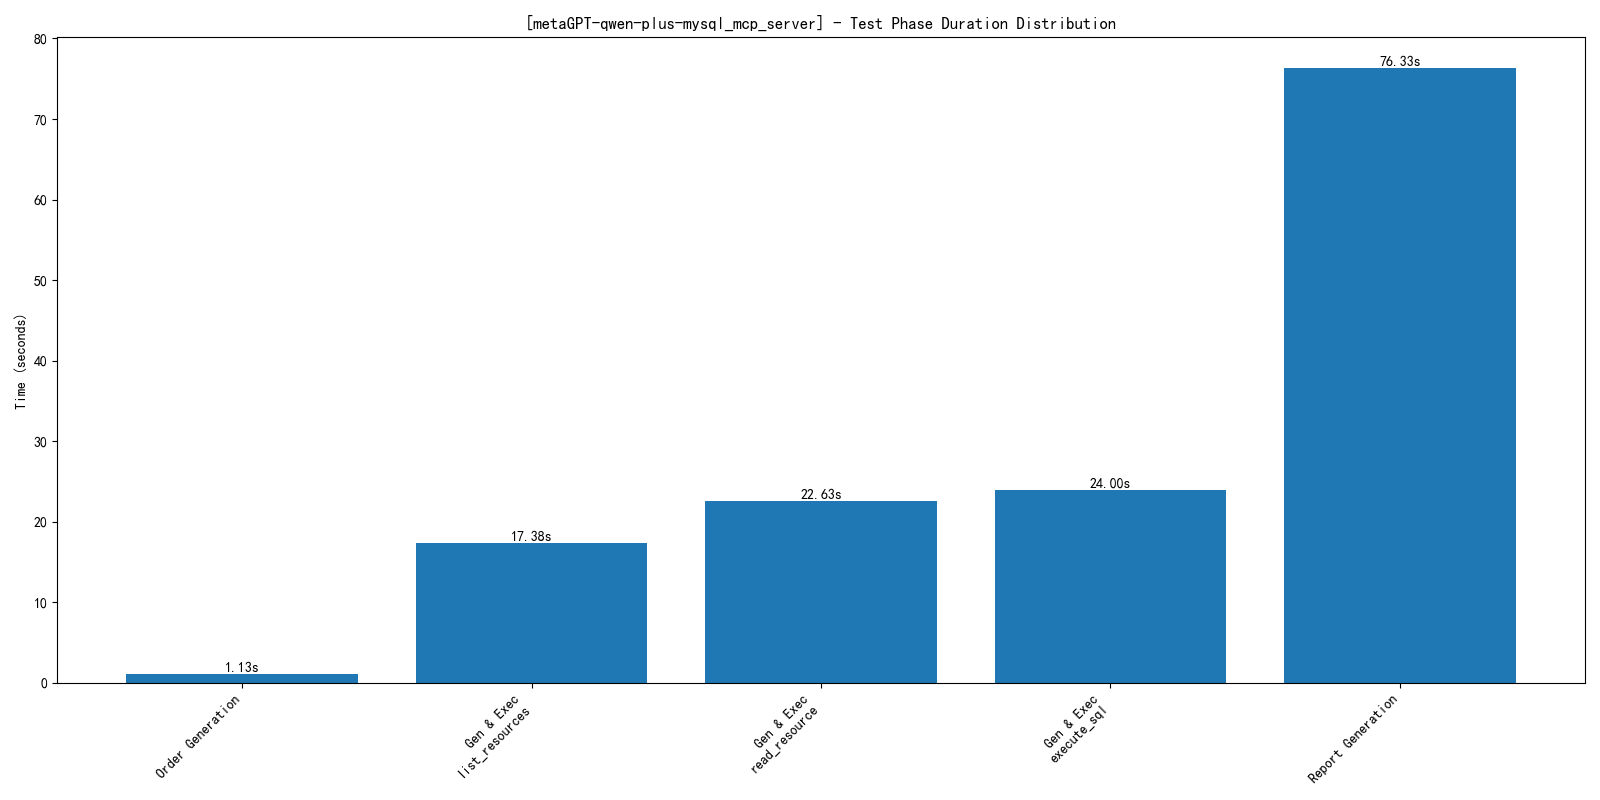 [metaGPT-qwen-plus-mysql_mcp_server] - Test Phase Duration Distribution
80
70
60
50
40
30
20
10
0
Time (seconds)
1.13s
17.38s
22.63s
24.00s
76.33s
Order Generation
Gen & Exec
list_resources
Gen & Exec
read_resource
Gen & Exec
execute_sql
Report Generation